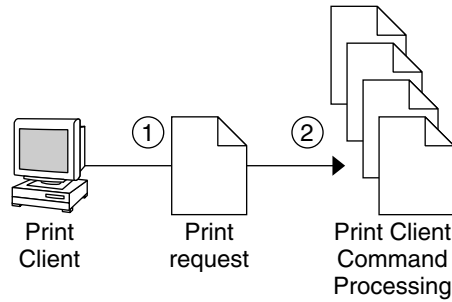 1
2
Print
Client
Print
request
Print Client
Command
Processing